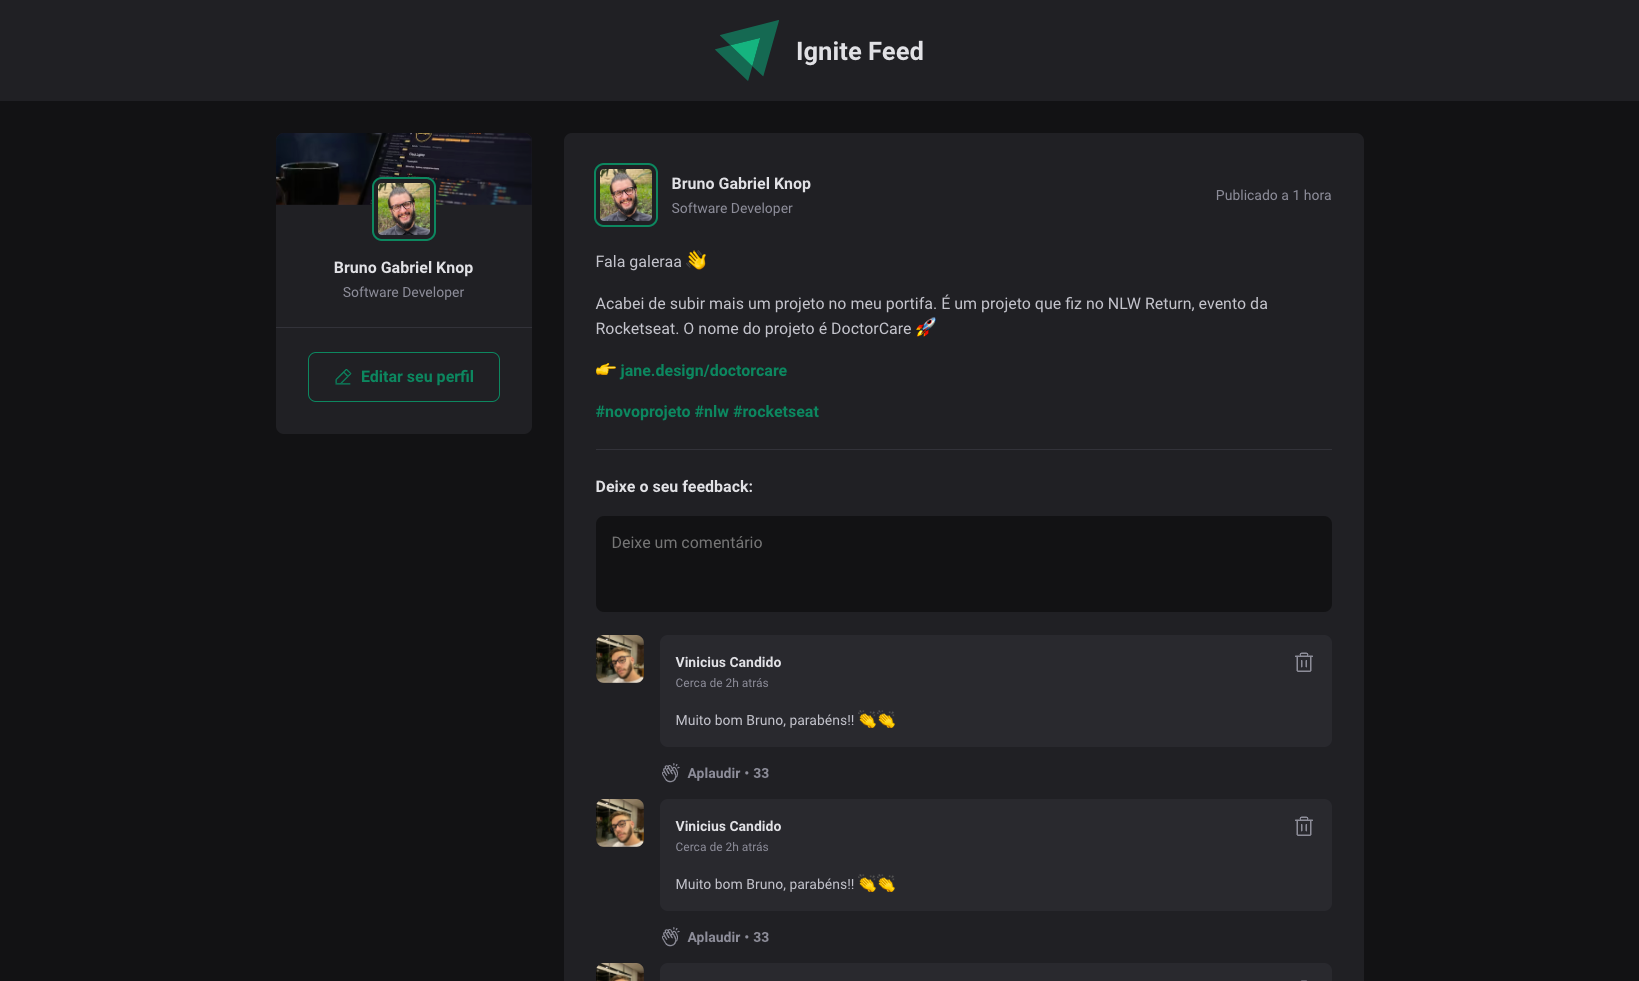 Ignite Feed
Bruno Gabriel Knop
Software Developer
Editar seu perfil
Bruno Gabriel Knop
Software Developer
Publicado a 1 hora
Fala galeraa 👋
Acabei de subir mais um projeto no meu portifa. É um projeto que fiz no NLW Return, evento da
Rocketseat. O nome do projeto é DoctorCare 🚀
👉 jane.design/doctorcare
#novoprojeto #nlw #rocketseat
Deixe o seu feedback:
Deixe um comentário
Vinicius Candido
Cerca de 2h atrás
Muito bom Bruno, parabéns!! 👏👏
Aplaudir • 33
Vinicius Candido
Cerca de 2h atrás
Muito bom Bruno, parabéns!! 👏👏
Aplaudir • 33